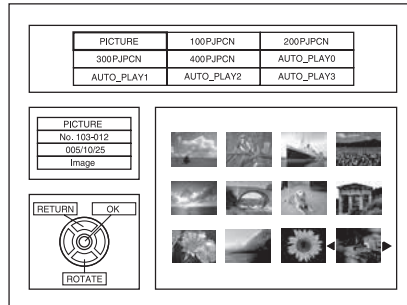 PICTURE 100PJPCN 200PJPCN
300PJPCN 400PJPCN AUTO_PLAY0
AUTO_PLAY1 AUTO_PLAY2 AUTO_PLAY3
PICTURE
No. 103-012
005/10/25
Image
RETURN OK
ROTATE